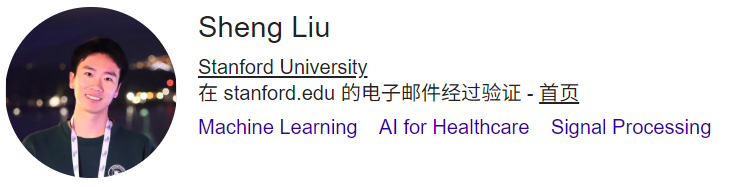 Sheng Liu
Stanford University
在 stanford.edu 的电子邮件经过验证 - 首页
Machine Learning AI for Healthcare Signal Processing